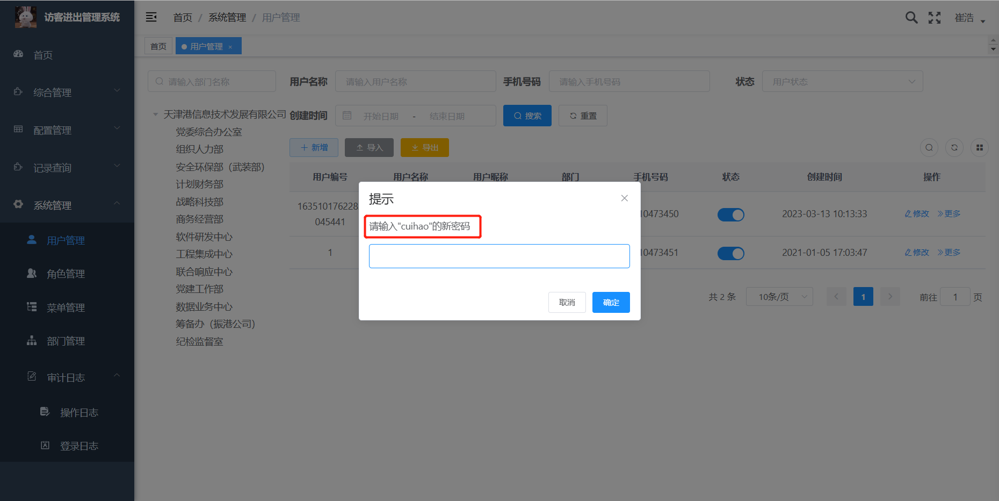 访客进出管理系统
首页
综合管理
配置管理
记录查询
系统管理
用户管理
角色管理
菜单管理
部门管理
审计日志
操作日志
登录日志
首页 / 系统管理 / 用户管理
崔浩
首页
用户管理 ×
请输入部门名称
天津港信息技术发展有限公司
党委综合办公室
组织人力部
安全环保部（武装部）
计划财务部
战略科技部
商务经营部
软件研发中心
工程集成中心
联合响应中心
党建工作部
数据业务中心
筹备办（振港公司）
纪检监督室
用户名称 请输入用户名称 手机号码 请输入手机号码 状态 用户状态
创建时间 开始日期 - 结束日期 搜索 重置
新增 导入 导出
用户编号 用户名称 用户昵称 部门 手机号码 状态 创建时间 操作
163510176228
045441
10473450 2023-03-13 10:13:33 修改 更多
1 10473451 2021-01-05 17:03:47 修改 更多
共 2 条 10条/页 1 前往 1 页
提示
请输入"cuihao"的新密码
取消 确定